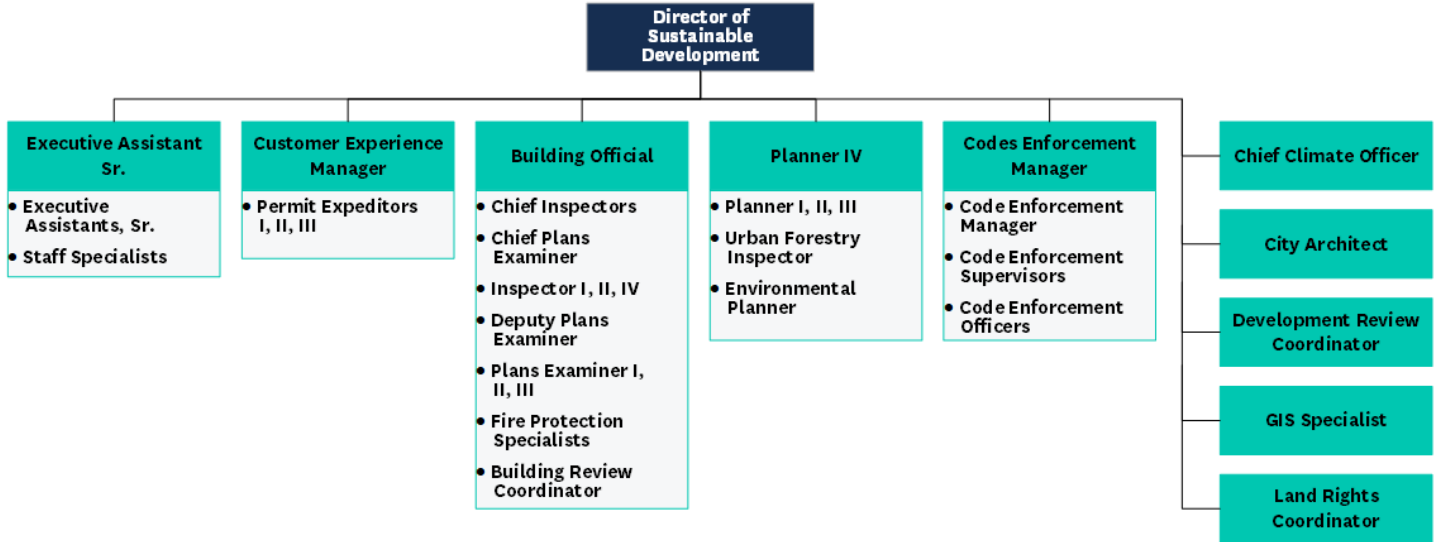 Director of
Sustainable
Development
Executive Assistant
Sr.
• Executive
Assistants, Sr.
• Staff Specialists
Customer Experience
Manager
• Permit Expeditors
I, II, III
Building Official
• Chief Inspectors
• Chief Plans
Examiner
• Inspector I, II, IV
• Deputy Plans
Examiner
• Plans Examiner I,
II, III
• Fire Protection
Specialists
• Building Review
Coordinator
Planner IV
• Planner I, II, III
• Urban Forestry
Inspector
• Environmental
Planner
Codes Enforcement
Manager
• Code Enforcement
Manager
• Code Enforcement
Supervisors
• Code Enforcement
Officers
Chief Climate Officer
City Architect
Development Review
Coordinator
GIS Specialist
Land Rights
Coordinator